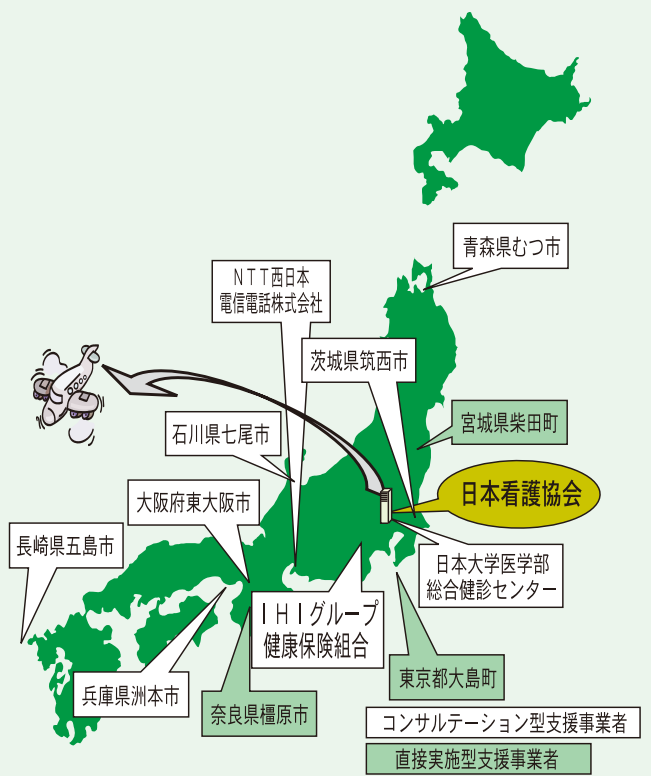 青森県むつ市
NTT西日本
電信電話株式会社
茨城県筑西市
宮城県柴田町
石川県七尾市
日本看護協会
大阪府東大阪市
長崎県五島市
日本大学医学部
総合健診センター
IHIグループ
健康保険組合
兵庫県洲本市
奈良県橿原市
東京都大島町
コンサルテーション型支援事業者
直接実施型支援事業者